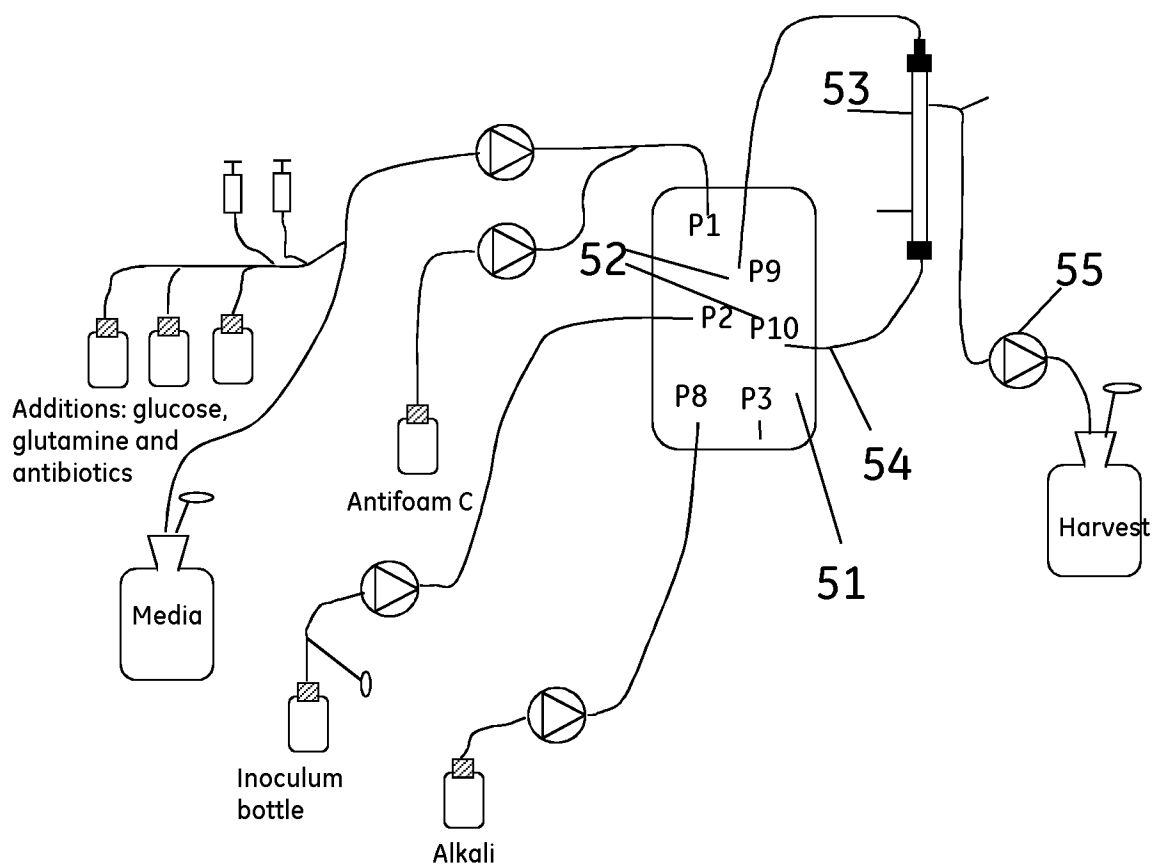 53
P1
52
P9
55
P2
P10
P8
P3
Additions: glucose,
glutamine and
antibiotics
54
Antifoam C
Harvest
51
Media
Inoculum
bottle
Alkali